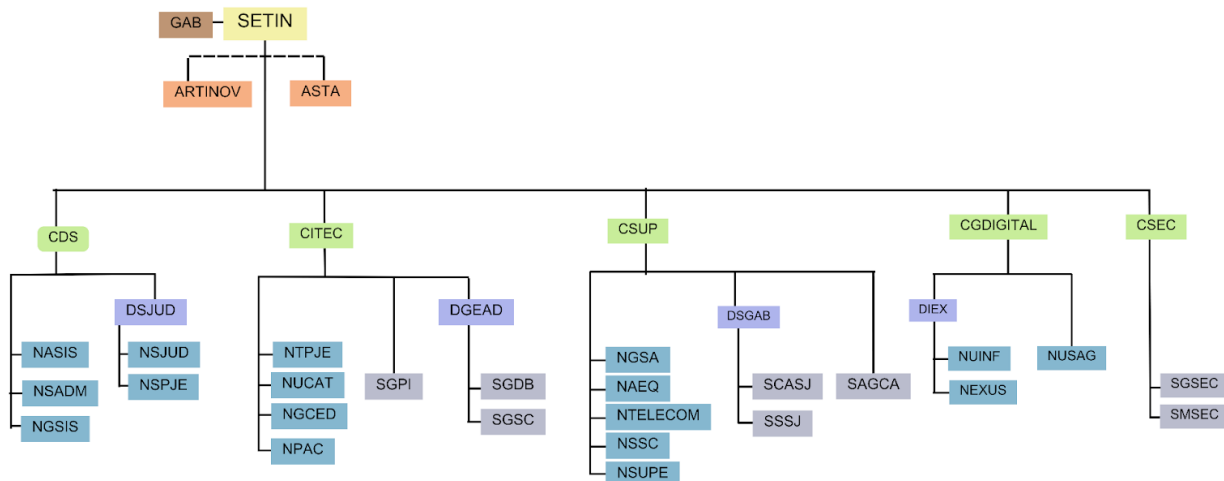 GAB
SETIN
ARTINOV
ASTA
CDS
CITEC
CSUP
CGDIGITAL
CSEC
DSJUD
NASIS
NSADM
NGSIS
NSJUD
NSPJE
DGEAD
NTPJE
NUCAT
NGCED
NPAC
SGPI
SGDB
SGSC
DSGAB
NGSA
NAEQ
NTELECOM
NSSC
NSUPE
SCASJ
SSSJ
SAGCA
DIEX
NUINF
NEXUS
NUSAG
SGSEC
SMSEC